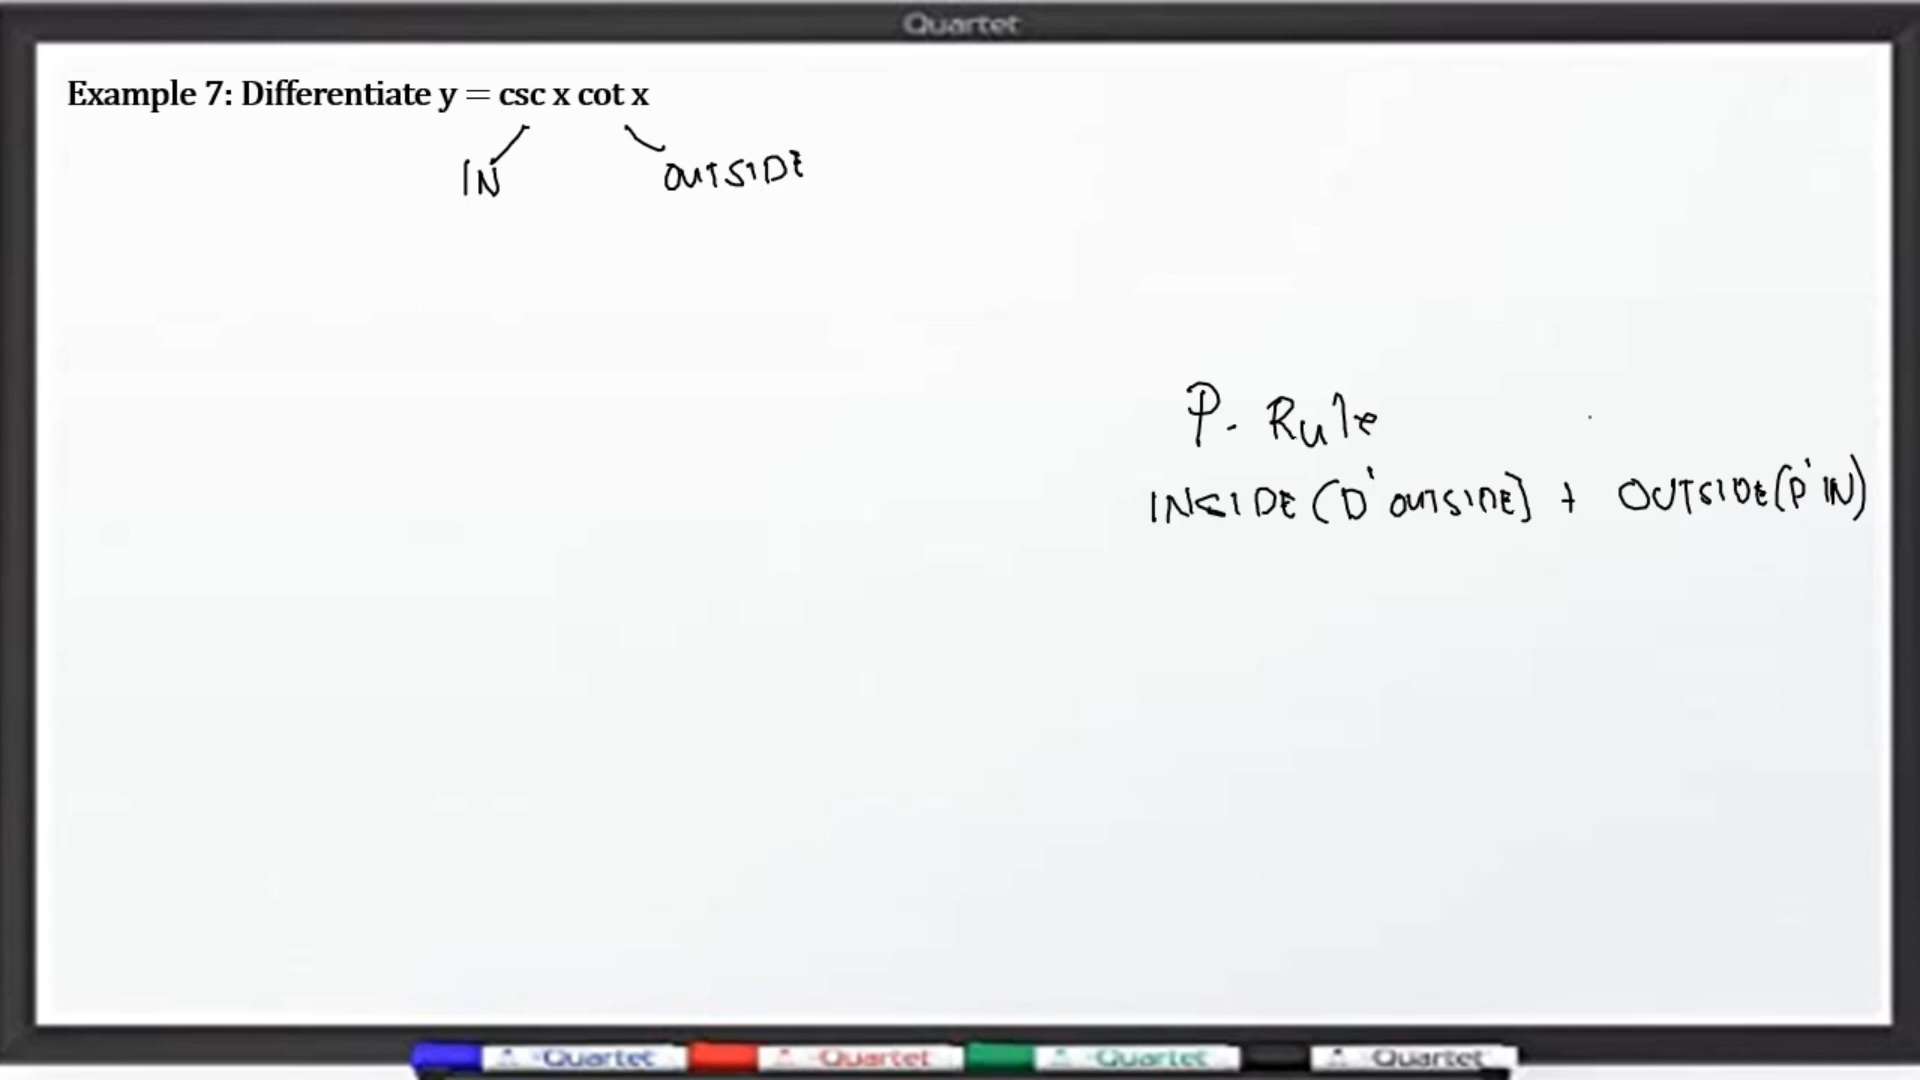 Quartet
Example 7: Differentiate y = csc x cot x
IN OUTSIDE
P. Rule
INSIDE (D' OUTSIDE] + OUTSIDE (D' IN)
Quartet Quartet Quartet Quartet